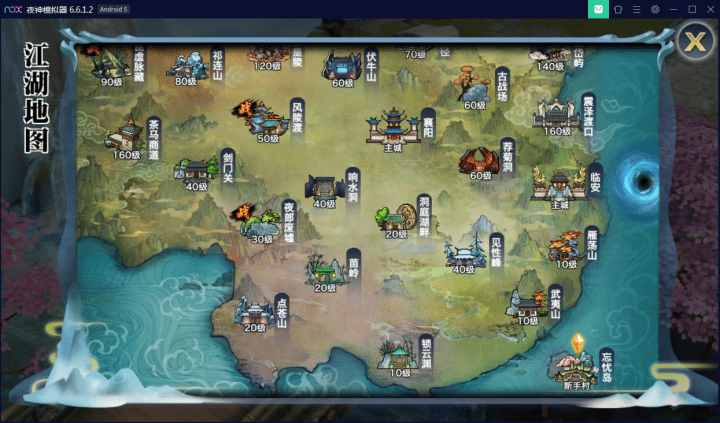 nox 夜神模拟器 6.6.1.2 Android 5
江湖地图
90级
祁连山
80级
120级
皇陵
伏牛山
60级
70级
古战场
60级
140级
震泽渡口
160级
茶马商道
160级
战
风陵渡
50级
襄阳
主城
剑门关
40级
响水洞
40级
荐菊洞
60级
临安
主城
战
夜郎废墟
30级
洞庭湖畔
20级
见性峰
40级
雁荡山
10级
苗岭
20级
点苍山
20级
武夷山
10级
锁云渊
10级
忘忧岛
新手村